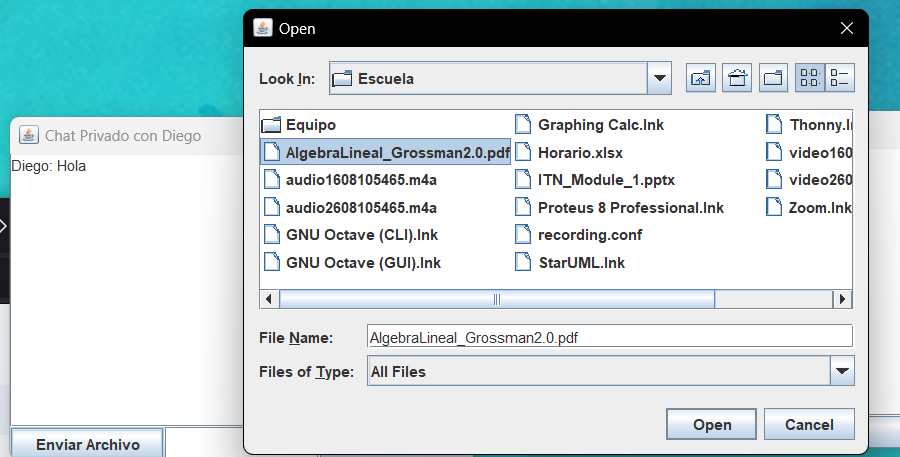 Open
Look In: Escuela
Equipo
AlgebraLineal_Grossman2.0.pdf
audio1608105465.m4a
audio2608105465.m4a
GNU Octave (CLI).lnk
GNU Octave (GUI).lnk
Graphing Calc.lnk
Horario.xlsx
ITN_Module_1.pptx
Proteus 8 Professional.lnk
recording.conf
StarUML.lnk
Thonny.l
video160
video260
Zoom.lnk
File Name: AlgebraLineal_Grossman2.0.pdf
Files of Type: All Files
Open Cancel
Chat Privado con Diego
Diego: Hola
Enviar Archivo